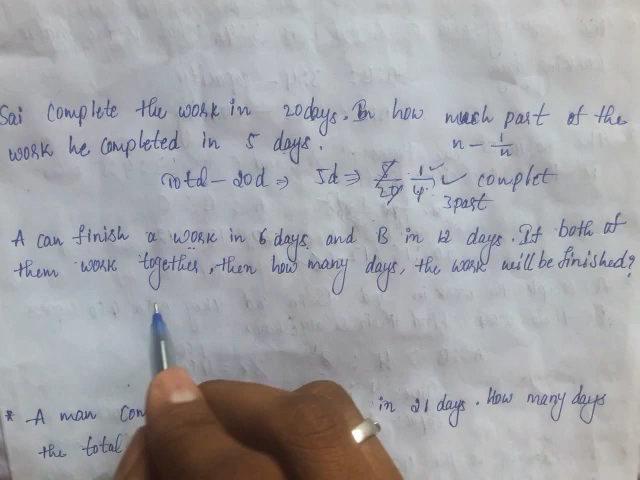 Sai complete the work in 20days. In how much part of the
work he completed in 5 days.
n - 1/n
Total - 20d ⇒ 5d ⇒ 5/20 1/4 ✓ complet
3part
A can finish a work in 6 days and B in 12 days. If both of
them work together, then how many days, the work will be finished?
* A man com in 21 days. How many days
the total